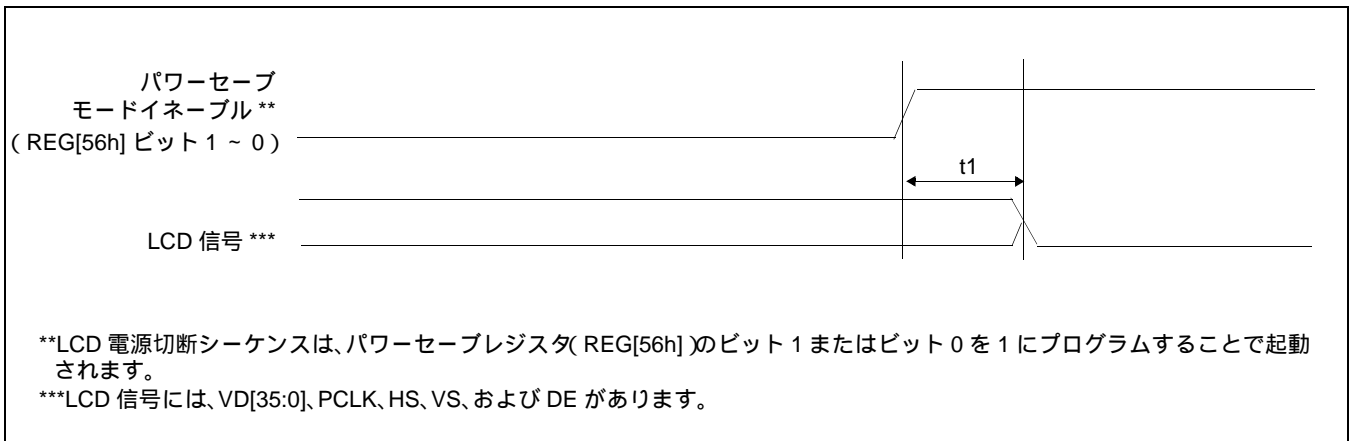 パワーセーブ
モードイネーブル **
( REG[56h] ビット 1 ~ 0 )
t1
LCD 信号 ***
**LCD 電源切断シーケンスは、パワーセーブレジスタ( REG[56h] )のビット 1 またはビット 0 を 1 にプログラムすることで起動
されます。
***LCD 信号には、VD[35:0]、PCLK、HS、VS、および DE があります。